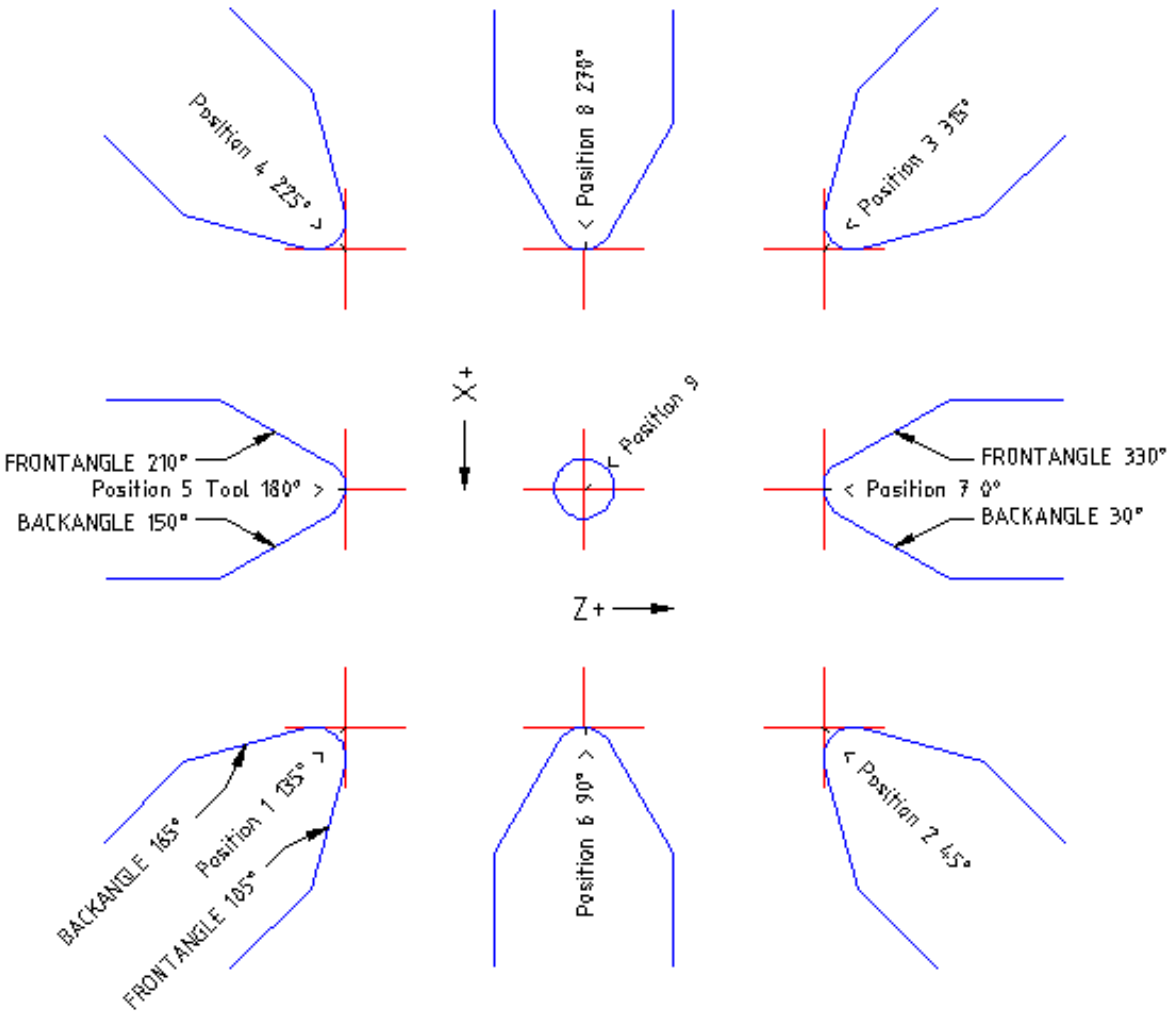 Position 4 225°
Position 8 270°
Position 3 315°
X+
Position 9
FRONTANGLE 210°
Position 5 Tool 180°
BACKANGLE 150°
FRONTANGLE 330°
Position 7 0°
BACKANGLE 30°
Z+
BACKANGLE 165°
Position 1 135°
FRONTANGLE 105°
Position 6 90°
Position 2 45°